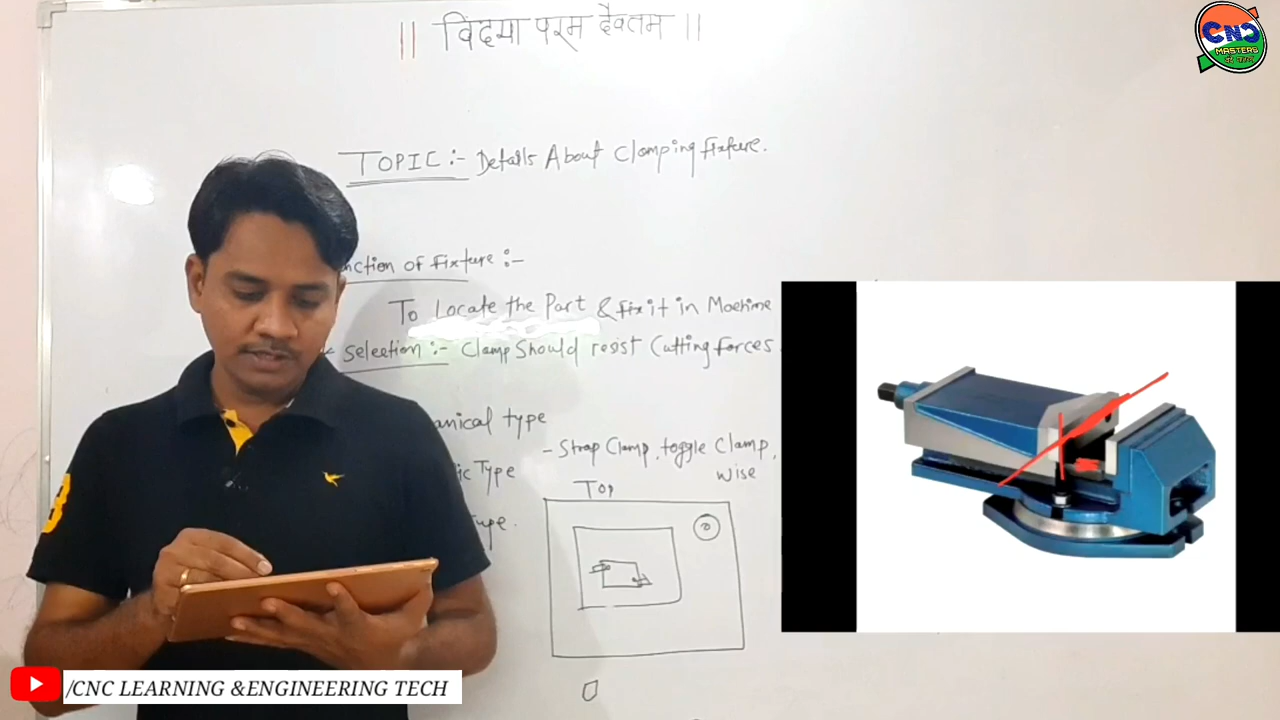 || विदया परम दैवतम ||
CNC
MASTERS
TOPIC :- Details About Clamping fixture.
nction of fixture :-
To Locate the Part & fix it in Machine
Selection :- Clamp Should resist Cutting forces
anical type
- Strap Clamp, toggle Clamp,
wise
ic Type
Top
Type.
/CNC LEARNING &ENGINEERING TECH